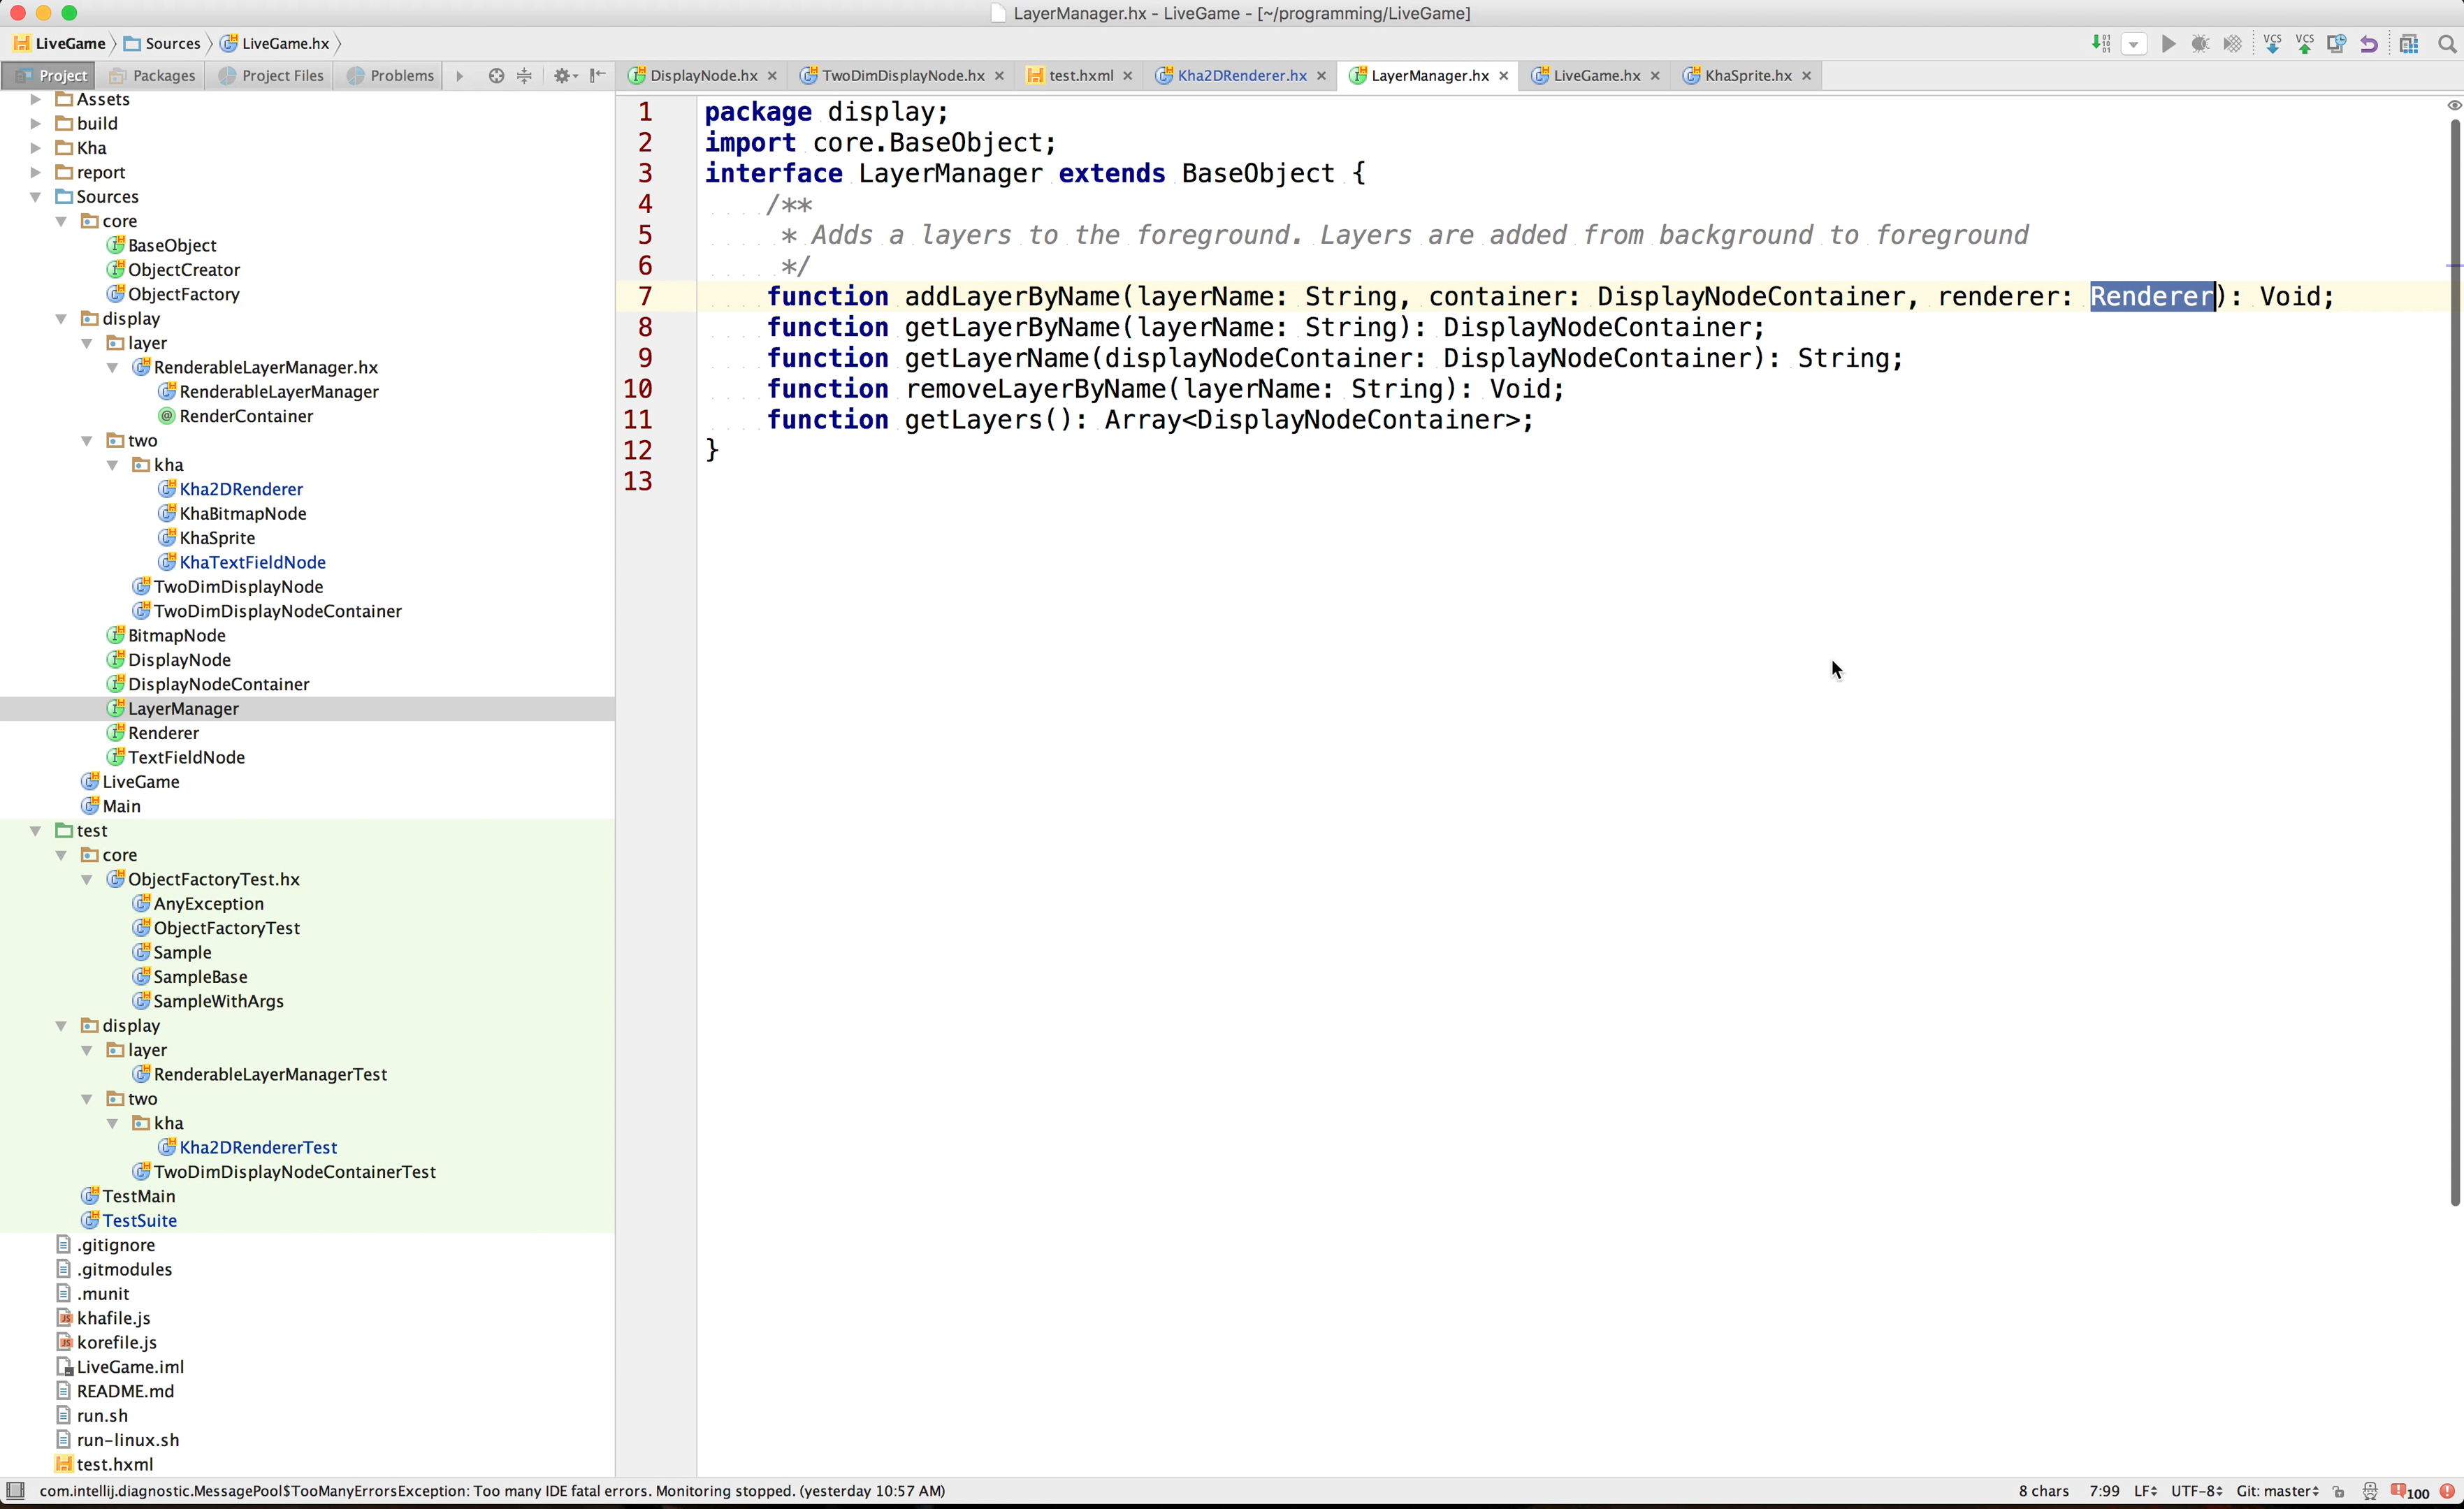 LayerManager.hx - LiveGame - [~/programming/LiveGame]
LiveGame Sources LiveGame.hx
Project Packages Project Files Problems
DisplayNode.hx TwoDimDisplayNode.hx test.hxml Kha2DRenderer.hx LayerManager.hx LiveGame.hx KhaSprite.hx
VCS VCS
Assets
build
Kha
report
Sources
core
BaseObject
ObjectCreator
ObjectFactory
display
layer
RenderableLayerManager.hx
RenderableLayerManager
RenderContainer
two
kha
Kha2DRenderer
KhaBitmapNode
KhaSprite
KhaTextFieldNode
TwoDimDisplayNode
TwoDimDisplayNodeContainer
BitmapNode
DisplayNode
DisplayNodeContainer
LayerManager
Renderer
TextFieldNode
LiveGame
Main
test
core
ObjectFactoryTest.hx
AnyException
ObjectFactoryTest
Sample
SampleBase
SampleWithArgs
display
layer
RenderableLayerManagerTest
two
kha
Kha2DRendererTest
TwoDimDisplayNodeContainerTest
TestMain
TestSuite
.gitignore
.gitmodules
.munit
khafile.js
korefile.js
LiveGame.iml
README.md
run.sh
run-linux.sh
test.hxml
1 package display;
2 import core.BaseObject;
3 interface LayerManager extends BaseObject {
4 /**
5 * Adds a layers to the foreground. Layers are added from background to foreground
6 */
7 function addLayerByName(layerName: String, container: DisplayNodeContainer, renderer: Renderer): Void;
8 function getLayerByName(layerName: String): DisplayNodeContainer;
9 function getLayerName(displayNodeContainer: DisplayNodeContainer): String;
10 function removeLayerByName(layerName: String): Void;
11 function getLayers(): Array<DisplayNodeContainer>;
12 }
13
com.intellij.diagnostic.MessagePool$TooManyErrorsException: Too many IDE fatal errors. Monitoring stopped. (yesterday 10:57 AM) 8 chars 7:99 LF UTF-8 Git: master 100